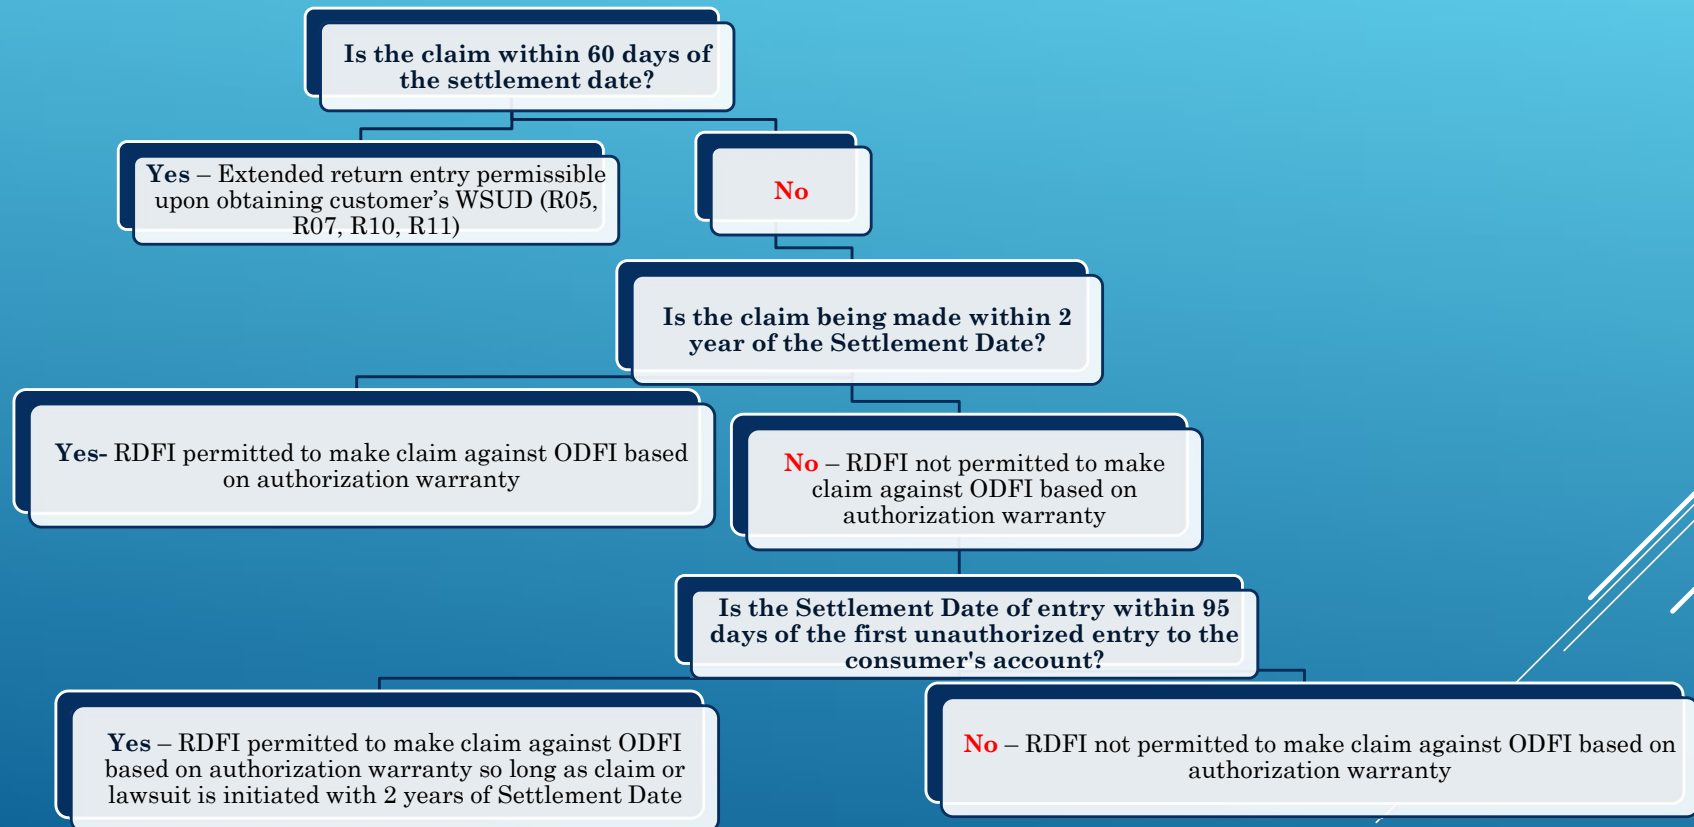 Is the claim within 60 days of
the settlement date?
Yes – Extended return entry permissible
upon obtaining customer’s WSUD (R05,
R07, R10, R11)
No
Is the claim being made within 2
year of the Settlement Date?
Yes- RDFI permitted to make claim against ODFI based
on authorization warranty
No – RDFI not permitted to make
claim against ODFI based on
authorization warranty
Is the Settlement Date of entry within 95
days of the first unauthorized entry to the
consumer's account?
Yes – RDFI permitted to make claim against ODFI
based on authorization warranty so long as claim or
lawsuit is initiated with 2 years of Settlement Date
No – RDFI not permitted to make claim against ODFI based on
authorization warranty